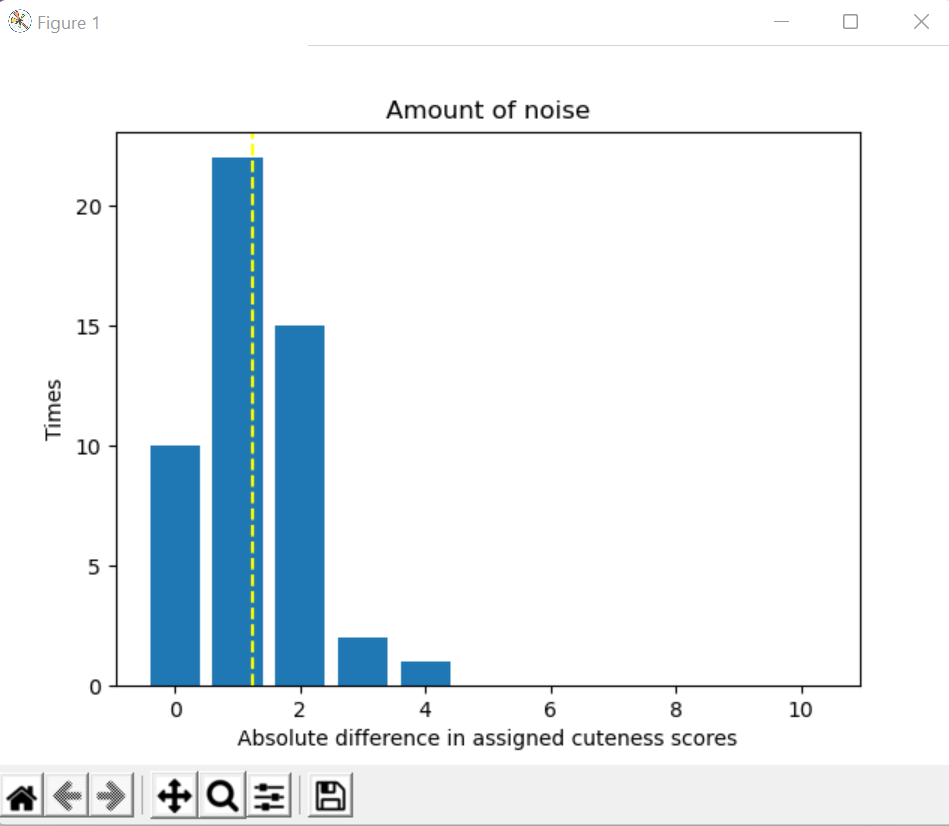 Figure 1
Amount of noise
20
15
10
5
0
Times
0 2 4 6 8 10
Absolute difference in assigned cuteness scores